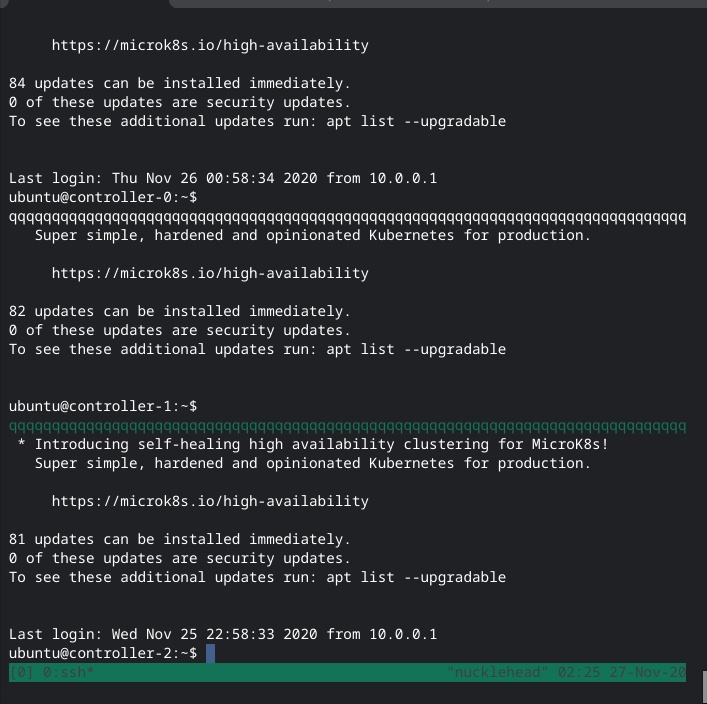 https://microk8s.io/high-availability
84 updates can be installed immediately.
0 of these updates are security updates.
To see these additional updates run: apt list --upgradable
Last login: Thu Nov 26 00:58:34 2020 from 10.0.0.1
ubuntu@controller-0:~$
qqqqqqqqqqqqqqqqqqqqqqqqqqqqqqqqqqqqqqqqqqqqqqqqqqqqqqqqqqqqqqqqqqqqqqqqqqqqqqq
Super simple, hardened and opinionated Kubernetes for production.
https://microk8s.io/high-availability
82 updates can be installed immediately.
0 of these updates are security updates.
To see these additional updates run: apt list --upgradable
ubuntu@controller-1:~$
qqqqqqqqqqqqqqqqqqqqqqqqqqqqqqqqqqqqqqqqqqqqqqqqqqqqqqqqqqqqqqqqqqqqqqqqqqqqqqq
* Introducing self-healing high availability clustering for MicroK8s!
Super simple, hardened and opinionated Kubernetes for production.
https://microk8s.io/high-availability
81 updates can be installed immediately.
0 of these updates are security updates.
To see these additional updates run: apt list --upgradable
Last login: Wed Nov 25 22:58:33 2020 from 10.0.0.1
ubuntu@controller-2:~$
[0] 0:ssh* "nucklehead" 02:25 27-Nov-20